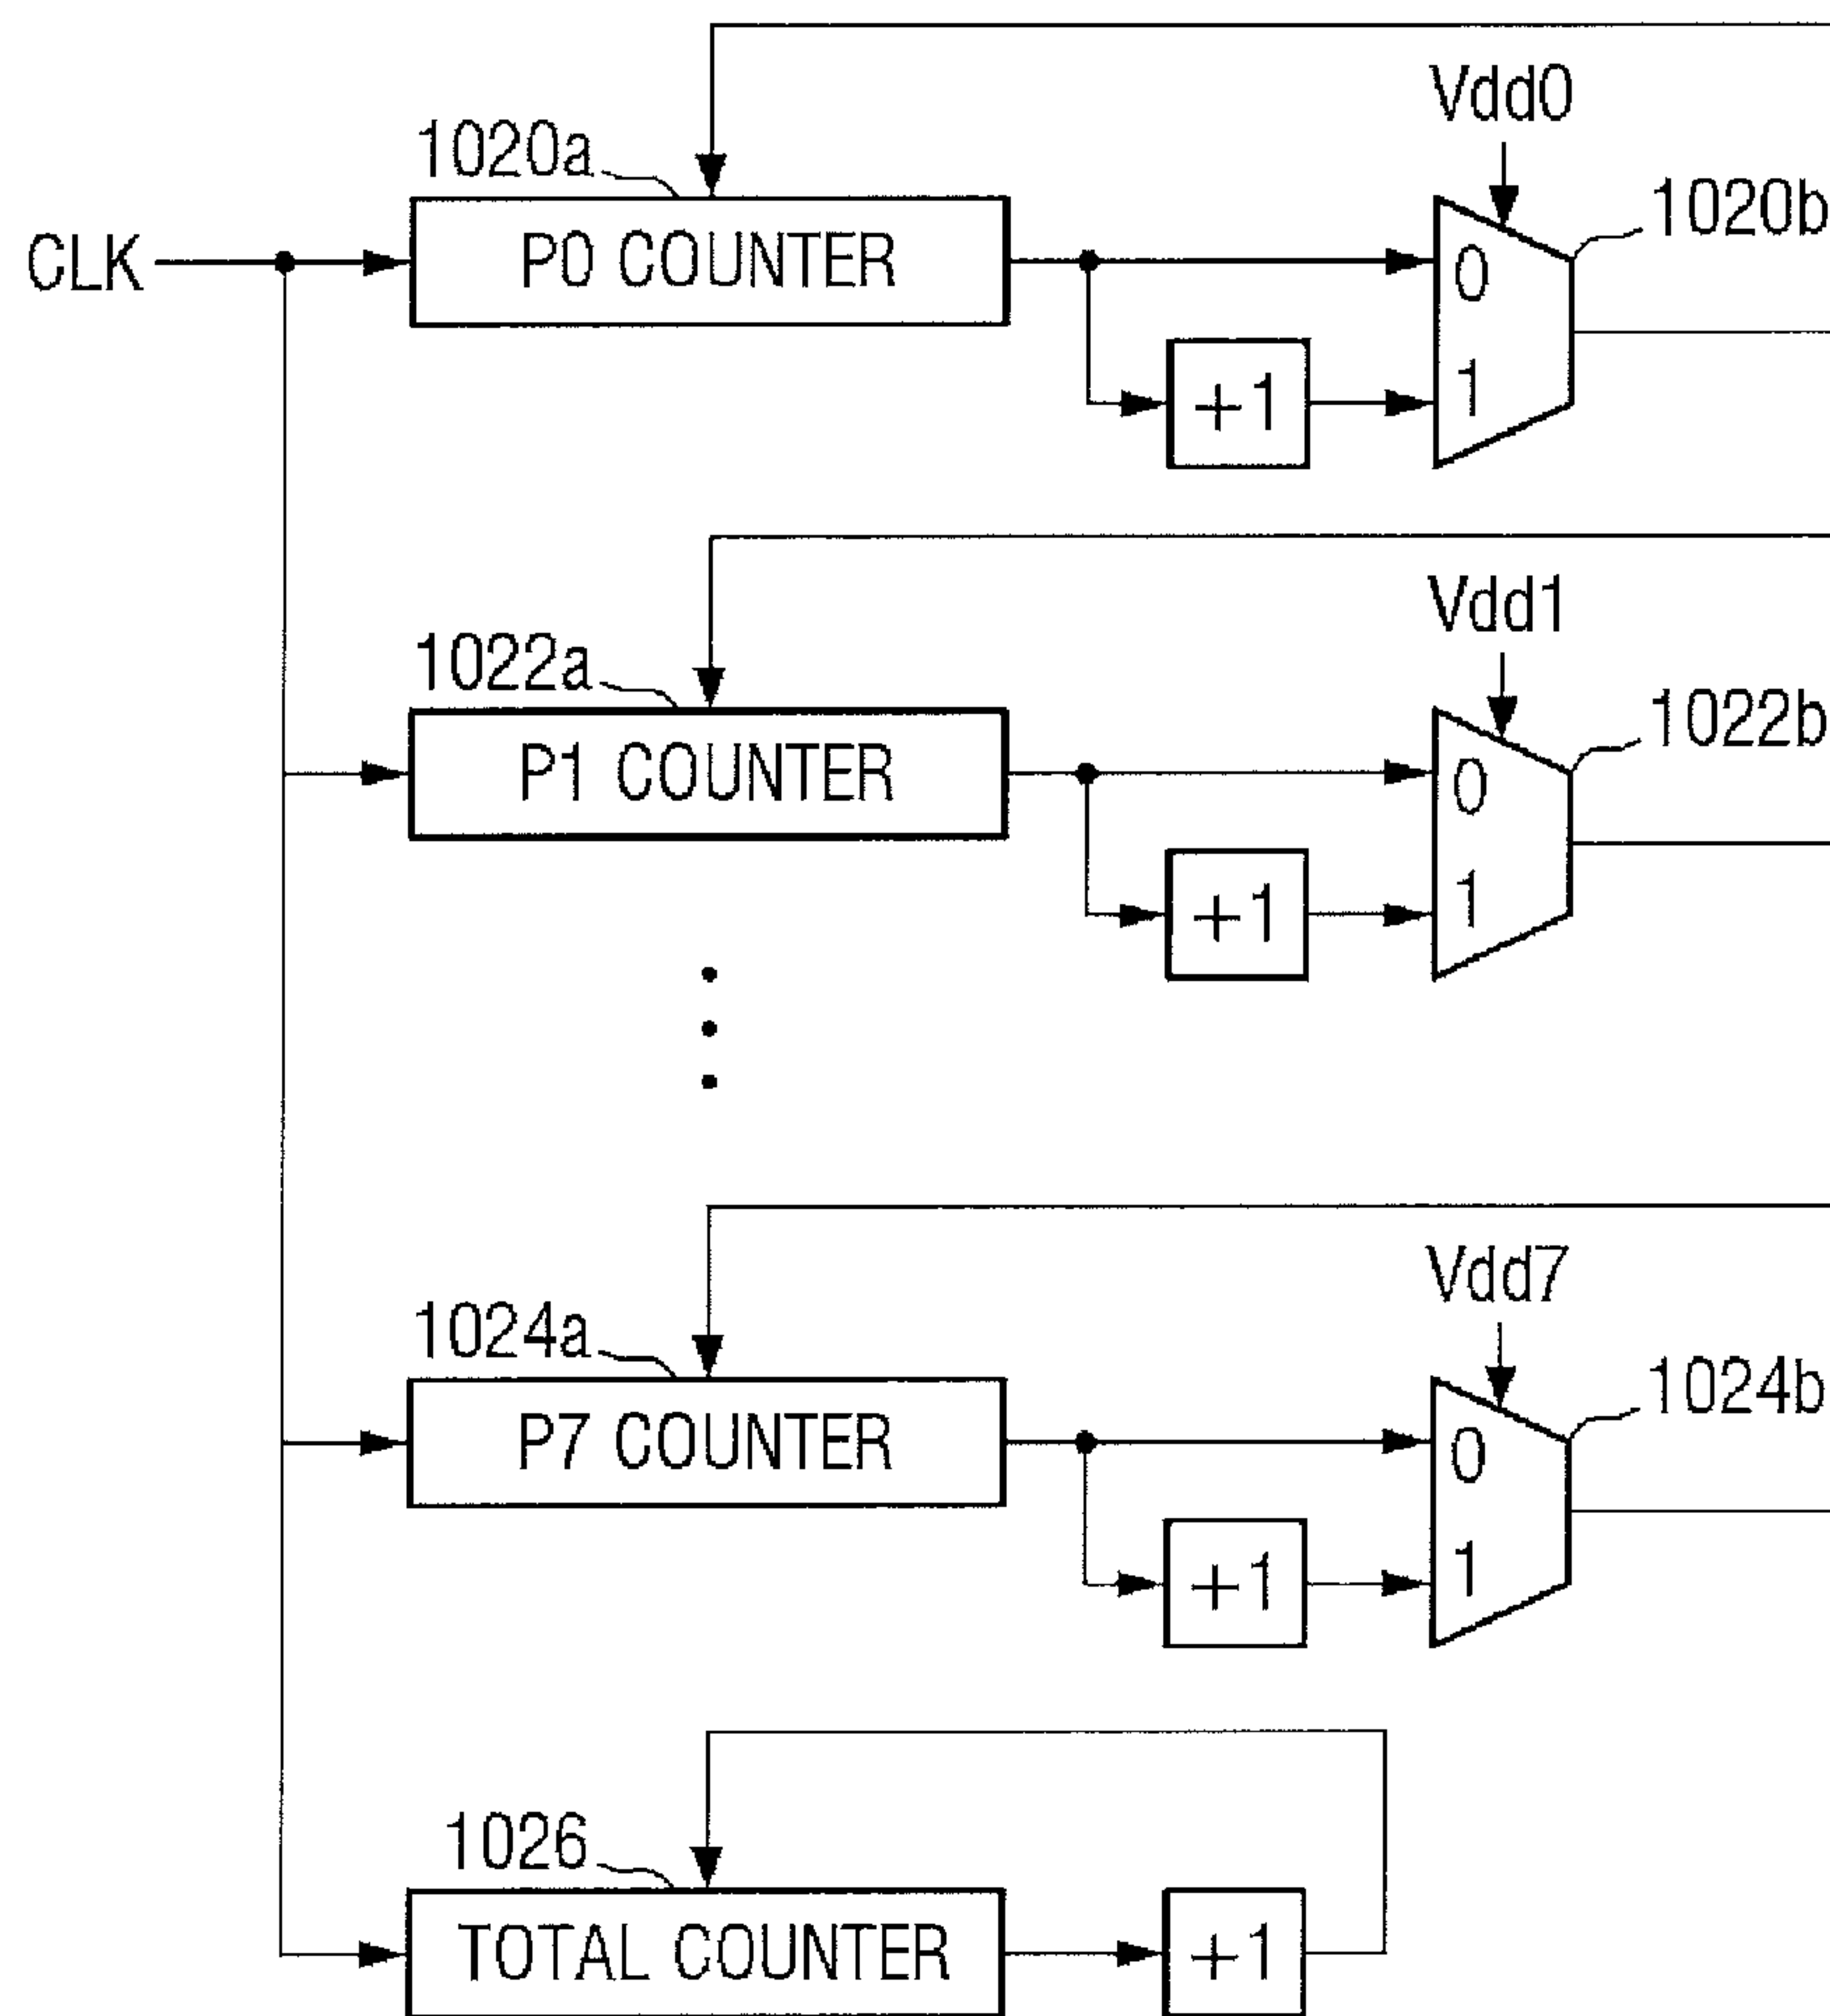 Vdd0
1020a
1020b
CLK
P0 COUNTER
0
1
+1
Vdd1
1022a
1022b
P1 COUNTER
0
1
+1
Vdd7
1024a
1024b
P7 COUNTER
0
1
+1
1026
TOTAL COUNTER
+1